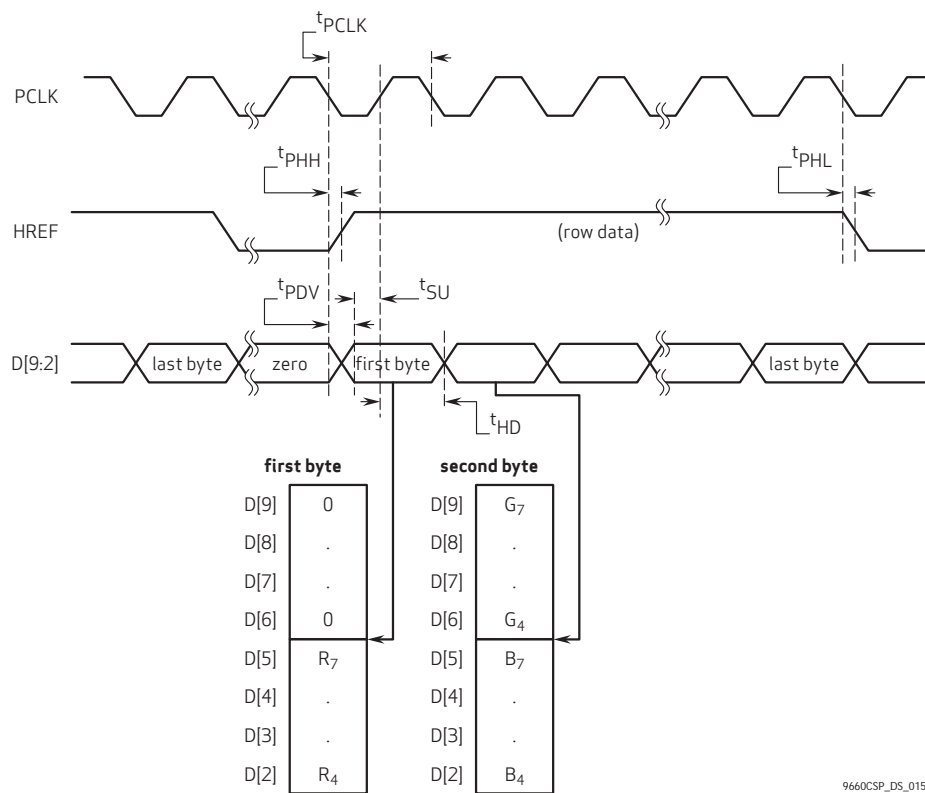 tPCLK
PCLK
tPHH
tPHL
HREF
(row data)
tPDV
tSU
D[9:2]
last byte
zero
first byte
last byte
tHD
first byte
second byte
D[9] 0 D[9] G7
D[8] . D[8] .
D[7] . D[7] .
D[6] 0 D[6] G4
D[5] R7 D[5] B7
D[4] . D[4] .
D[3] . D[3] .
D[2] R4 D[2] B4
9660CSP_DS_015